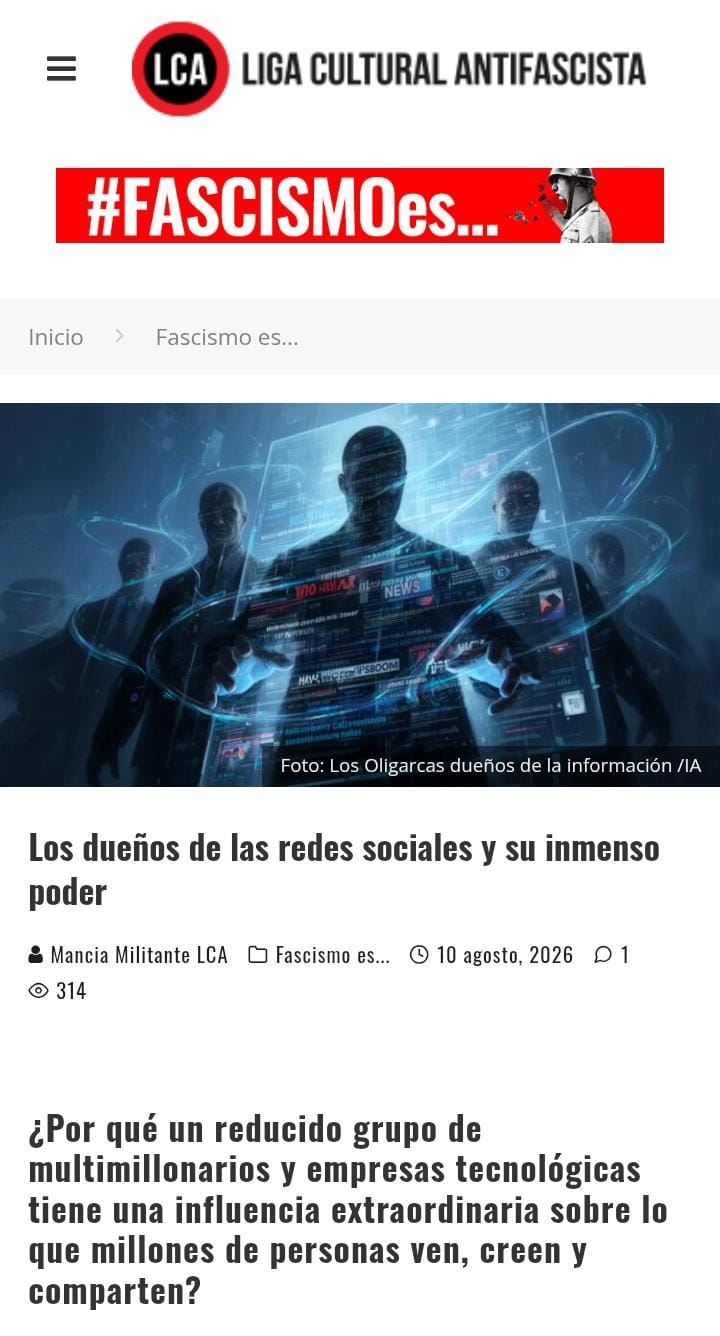 LCA LIGA CULTURAL ANTIFASCISTA
#FASCISMOes...
Inicio > Fascismo es...
NEWS
Foto: Los Oligarcas dueños de la información /IA
Los dueños de las redes sociales y su inmenso
poder
Mancia Militante LCA Fascismo es... 10 agosto, 2026 1
314
¿Por qué un reducido grupo de
multimillonarios y empresas tecnológicas
tiene una influencia extraordinaria sobre lo
que millones de personas ven, creen y
comparten?